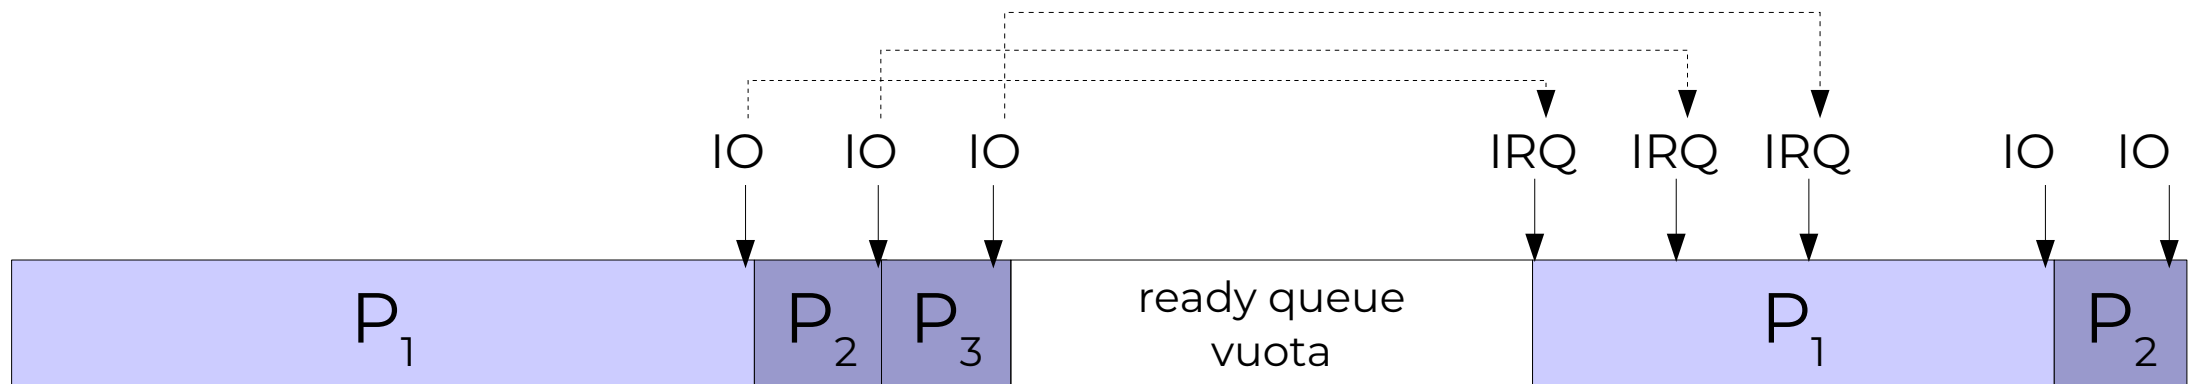 IO IO IO IRQ IRQ IRQ IO IO
P1 P2 P3 ready queue vuota P1 P2